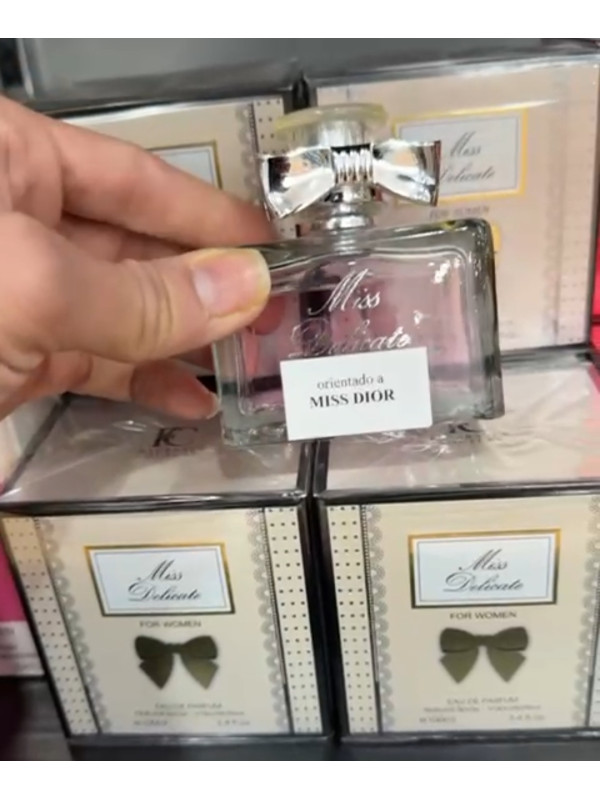 Miss
Delicate
FOR WOMEN
Miss
Delicate
orientado a
MISS DIOR
Miss
Delicate
FOR WOMEN
EAU DE PARFUM
Miss
Delicate
FOR WOMEN
EAU DE PARFUM